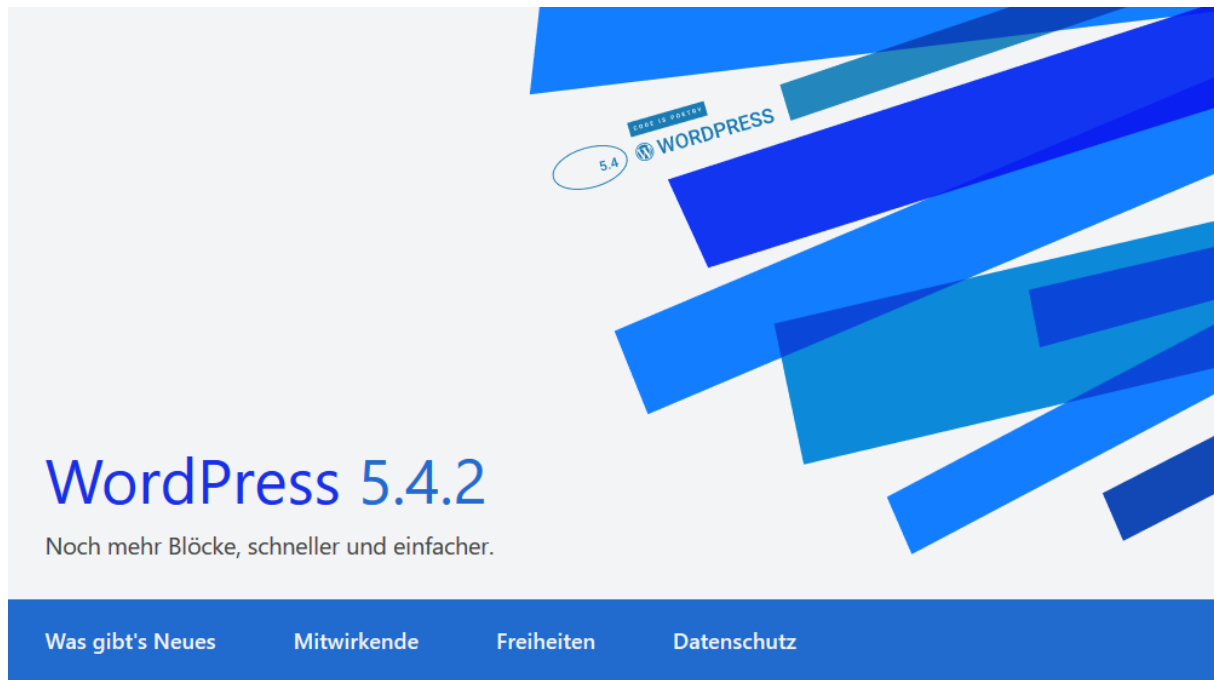 CODE IS POETRY
5.4 WORDPRESS
WordPress 5.4.2
Noch mehr Blöcke, schneller und einfacher.
Was gibt's Neues Mitwirkende Freiheiten Datenschutz